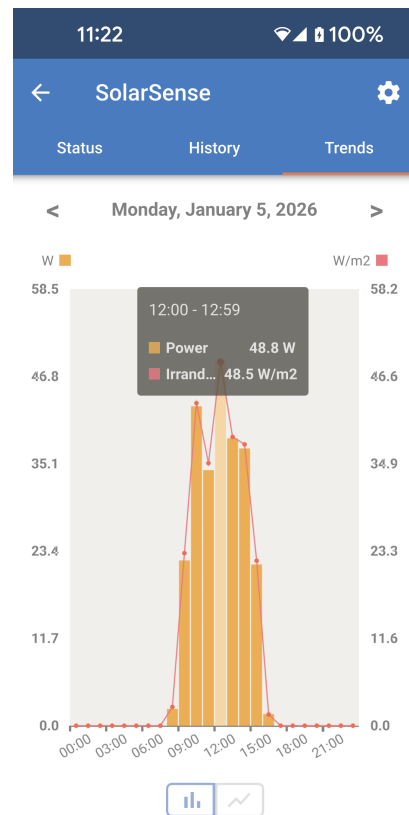 11:22 100%
SolarSense
Status History Trends
< Monday, January 5, 2026 >
W W/m2
58.5 58.2
12:00 - 12:59
Power 48.8 W
46.8 46.6
Irrand... 48.5 W/m2
35.1 34.9
23.4 23.3
11.7 11.6
0.0 0.0
00:00 03:00 06:00 09:00 12:00 15:00 18:00 21:00